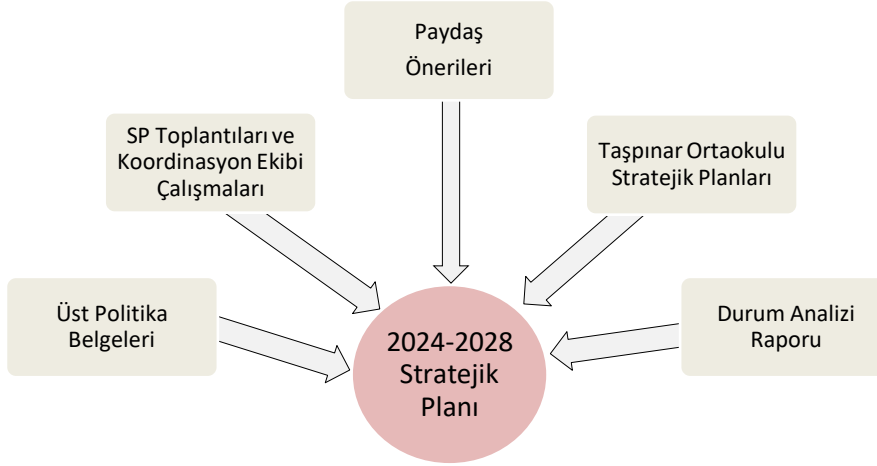 Paydaş
Önerileri
SP Toplantıları ve
Koordinasyon Ekibi
Çalışmaları
Taşpınar Ortaokulu
Stratejik Planları
Üst Politika
Belgeleri
Durum Analizi
Raporu
2024-2028
Stratejik
Planı